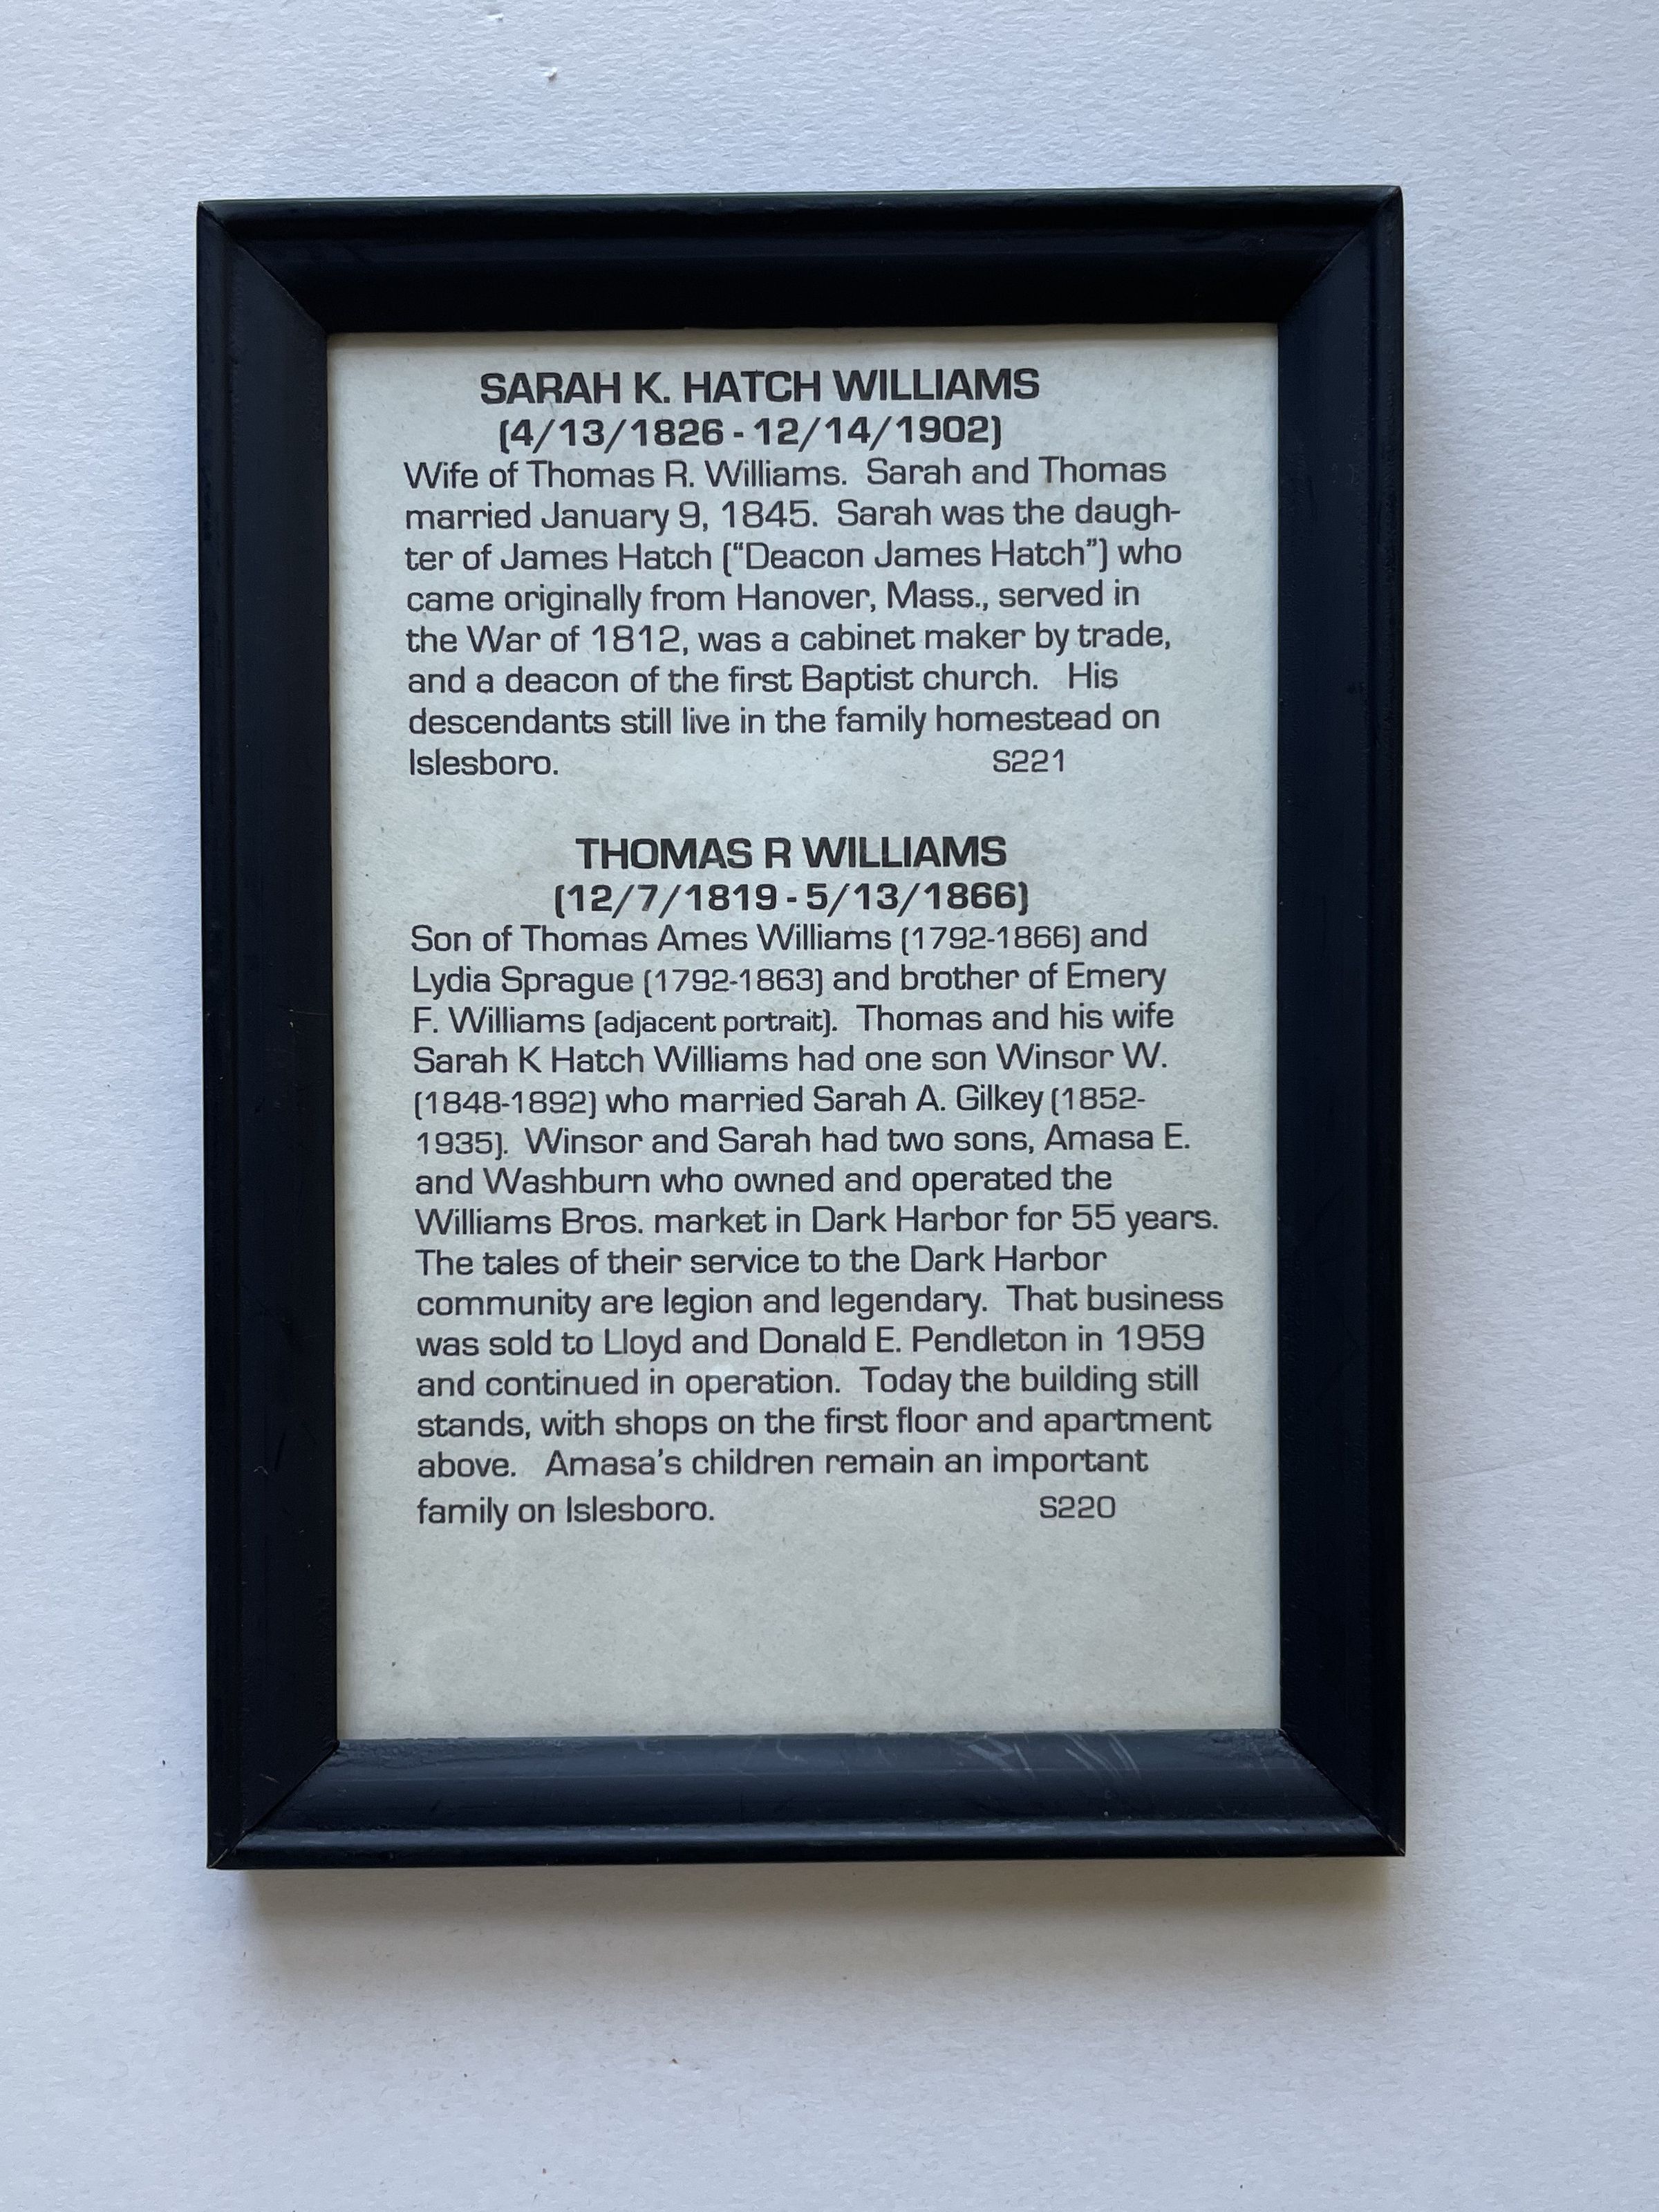 SARAH K. HATCH WILLIAMS
(4/13/1826 - 12/14/1902)
Wife of Thomas R. Williams.  Sarah and Thomas
married January 9, 1845.  Sarah was the daugh-
ter of James Hatch (“Deacon James Hatch”) who
came originally from Hanover, Mass., served in
the War of 1812, was a cabinet maker by trade,
and a deacon of the first Baptist church.   His
descendants still live in the family homestead on
Islesboro. S221
THOMAS R WILLIAMS
(12/7/1819 - 5/13/1866)
Son of Thomas Ames Williams (1792-1866) and
Lydia Sprague (1792-1863) and brother of Emery
F. Williams (adjacent portrait).  Thomas and his wife
Sarah K Hatch Williams had one son Winsor W.
(1848-1892) who married Sarah A. Gilkey (1852-
1935).  Winsor and Sarah had two sons, Amasa E.
and Washburn who owned and operated the
Williams Bros. market in Dark Harbor for 55 years.
The tales of their service to the Dark Harbor
community are legion and legendary.  That business
was sold to Lloyd and Donald E. Pendleton in 1959
and continued in operation.  Today the building still
stands, with shops on the first floor and apartment
above.   Amasa’s children remain an important
family on Islesboro. S220